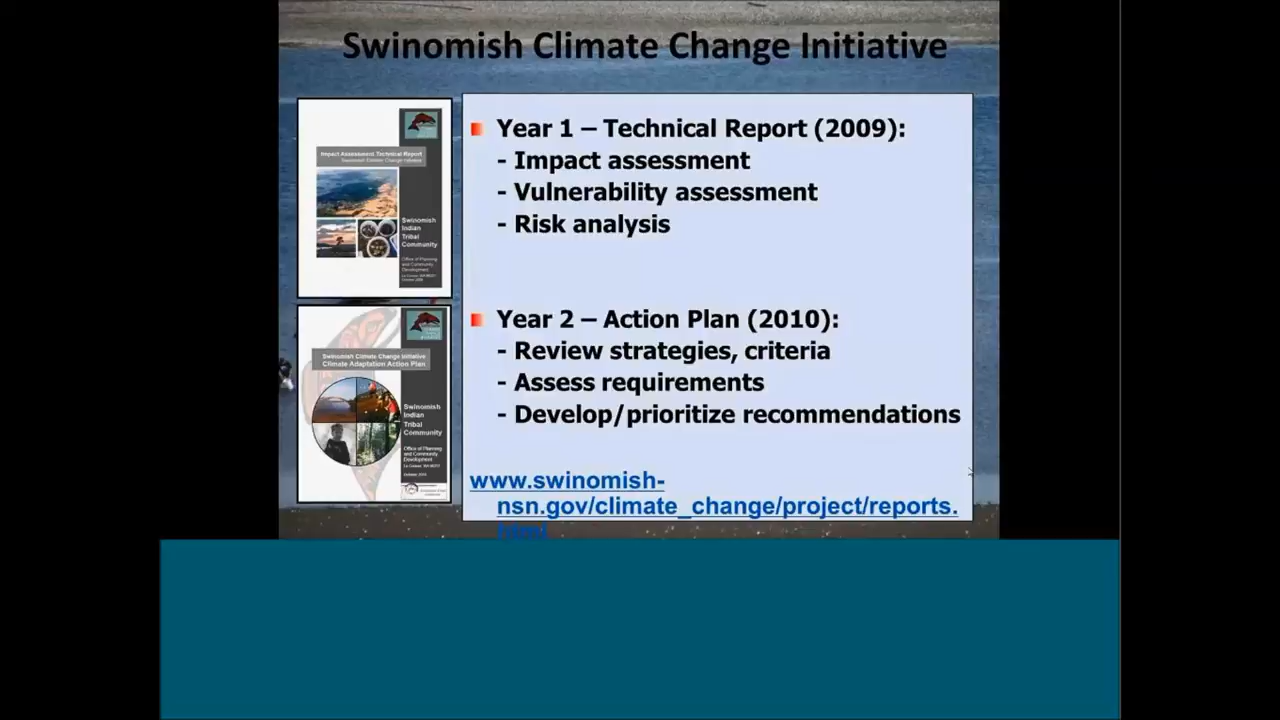 Swinomish Climate Change Initiative
Impact Assessment Technical Report
Swinomish Climate Change Initiative
Swinomish
Indian
Tribal
Community
Office of Planning
and Community
Development
Swinomish Climate Change Initiative
Climate Adaptation Action Plan
Swinomish
Indian
Tribal
Community
Office of Planning
and Community
Development
Year 1 – Technical Report (2009):
- Impact assessment
- Vulnerability assessment
- Risk analysis
Year 2 – Action Plan (2010):
- Review strategies, criteria
- Assess requirements
- Develop/prioritize recommendations
www.swinomish-
nsn.gov/climate_change/project/reports.
html